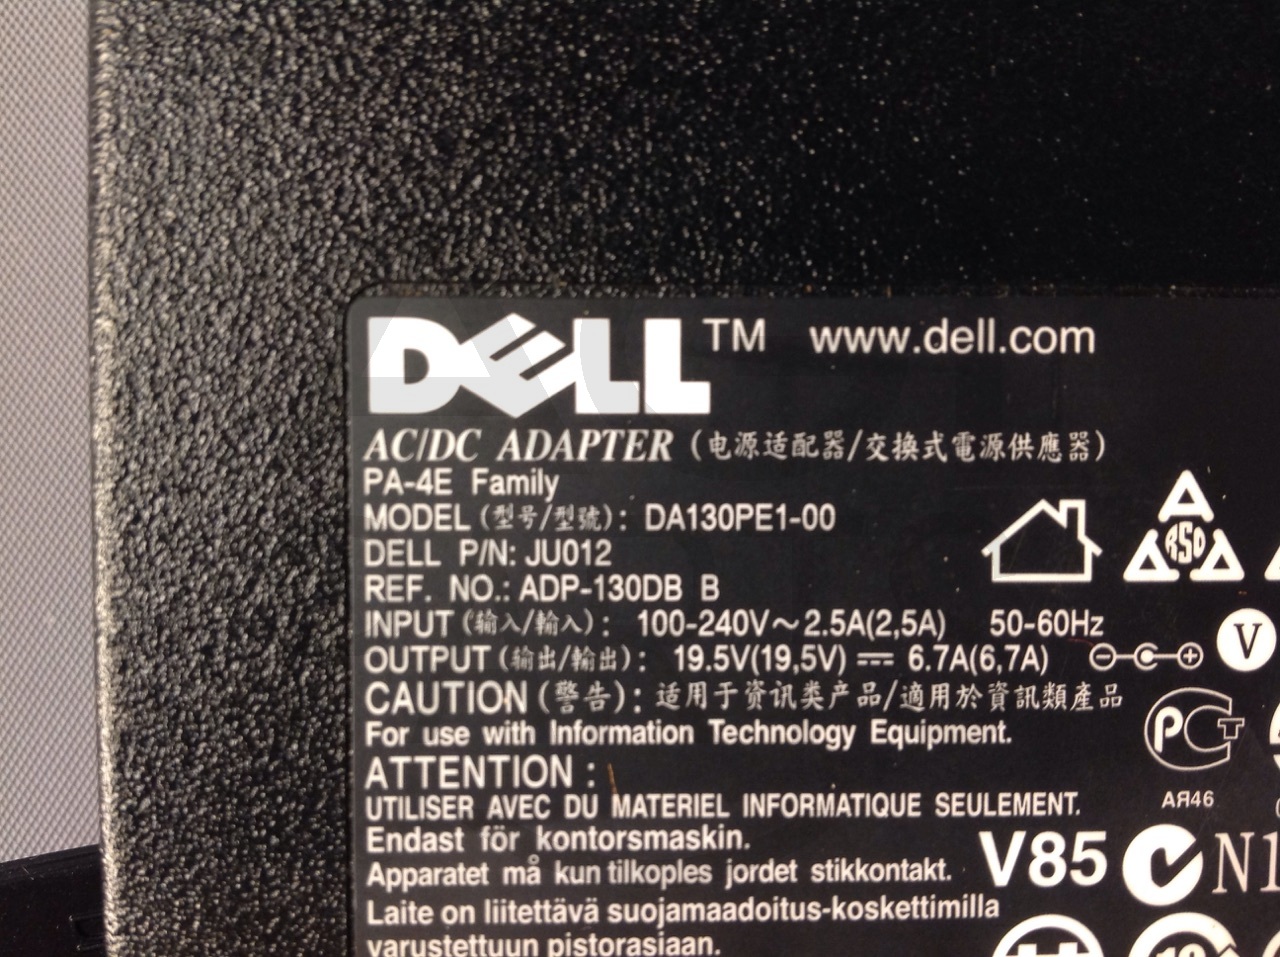 DELL™ www.dell.com
AC/DC ADAPTER (电源适配器/交換式電源供應器)
PA-4E Family
MODEL (型号/型號): DA130PE1-00
DELL P/N: JU012
REF. NO.: ADP-130DB B
INPUT (输入/輸入): 100-240V~2.5A(2,5A) 50-60Hz
OUTPUT (输出/輸出): 19.5V(19,5V) ⎓ 6.7A(6,7A)
CAUTION (警告): 适用于资讯类产品/適用於資訊類產品
For use with Information Technology Equipment.
ATTENTION :
UTILISER AVEC DU MATERIEL INFORMATIQUE SEULEMENT.
Endast för kontorsmaskin.
Apparatet må kun tilkoples jordet stikkontakt.
Laite on liitettävä suojamaadoitus-koskettimilla
varustettuun pistorasiaan.
A
RSO
A A
V
PCT
АЯ46
V85 N1